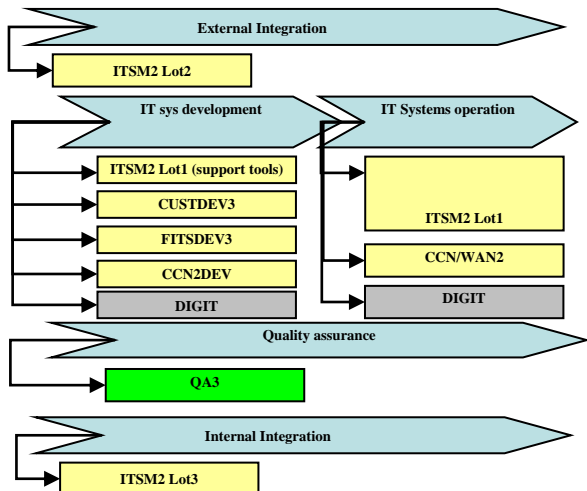 External Integration
ITSM2 Lot2
IT sys development
IT Systems operation
ITSM2 Lot1 (support tools)
CUSTDEV3
FITSDEV3
CCN2DEV
DIGIT
ITSM2 Lot1
CCN/WAN2
DIGIT
Quality assurance
QA3
Internal Integration
ITSM2 Lot3